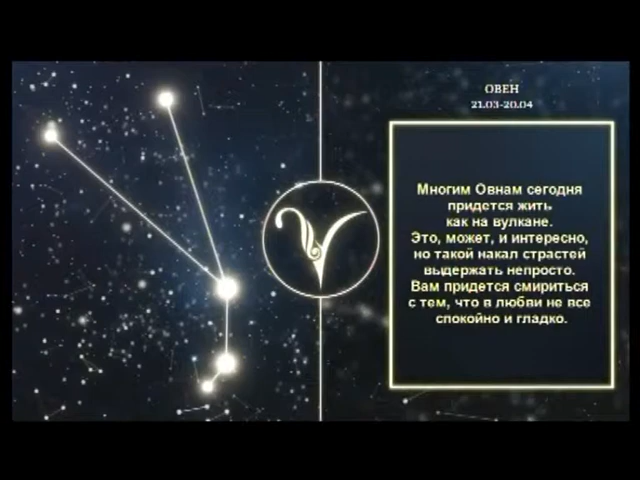 ОВЕН
21.03-20.04
Многим Овнам сегодня
придется жить
как на вулкане.
Это, может, и интересно,
но такой накал страстей
выдержать непросто.
Вам придется смириться
с тем, что в любви не все
спокойно и гладко.